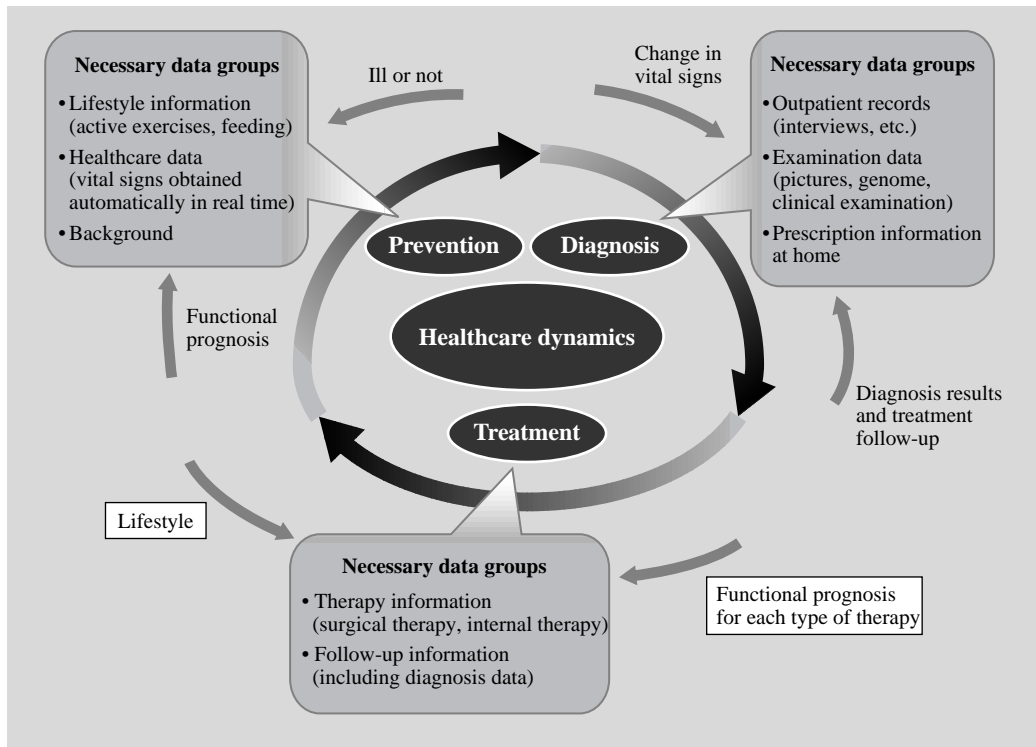 Necessary data groups
•Lifestyle information
(active exercises, feeding)
•Healthcare data
(vital signs obtained
automatically in real time)
•Background
Ill or not
Change in
vital signs
Necessary data groups
•Outpatient records
(interviews, etc.)
•Examination data
(pictures, genome,
clinical examination)
•Prescription information
at home
Prevention
Diagnosis
Healthcare dynamics
Treatment
Functional
prognosis
Diagnosis results
and treatment
follow-up
Lifestyle
Necessary data groups
• Therapy information
(surgical therapy, internal therapy)
• Follow-up information
(including diagnosis data)
Functional prognosis
for each type of therapy